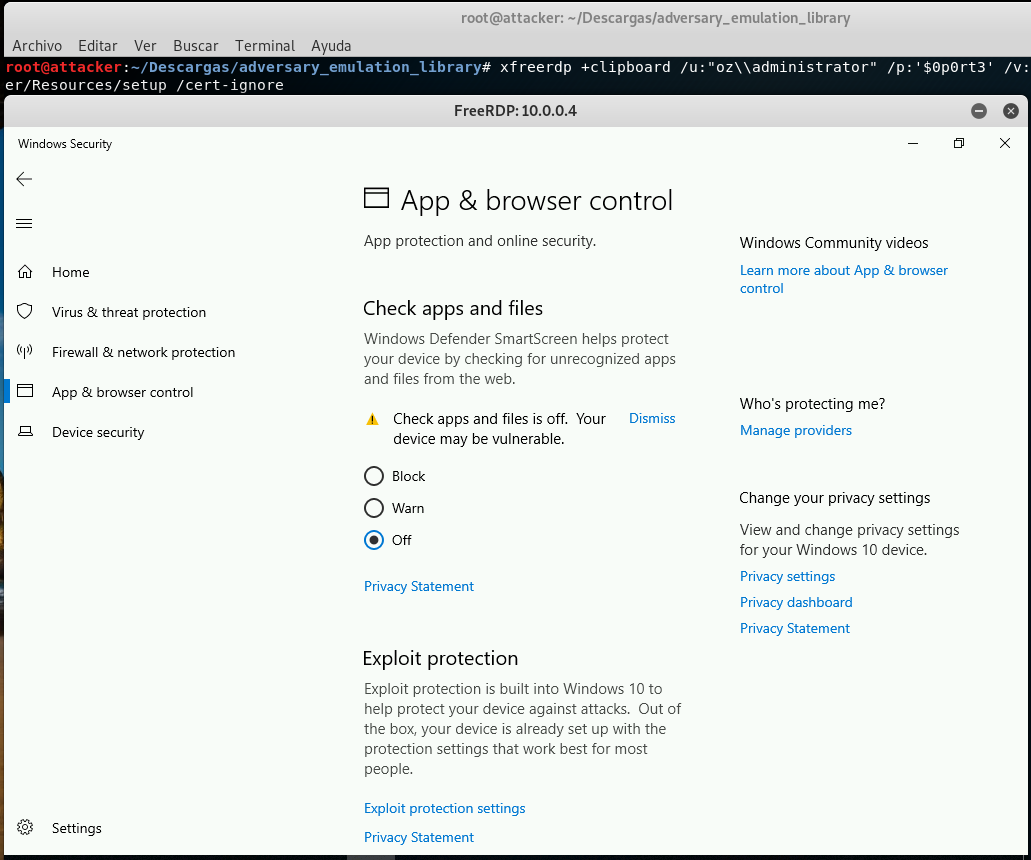 root@attacker: ~/Descargas/adversary_emulation_library
Archivo Editar Ver Buscar Terminal Ayuda
root@attacker:~/Descargas/adversary_emulation_library# xfreerdp +clipboard /u:"oz\\administrator" /p:'$0p0rt3' /v:
er/Resources/setup /cert-ignore
FreeRDP: 10.0.0.4
Windows Security
App & browser control
App protection and online security.
Home
Virus & threat protection
Firewall & network protection
App & browser control
Device security
Settings
Check apps and files
Windows Defender SmartScreen helps protect
your device by checking for unrecognized apps
and files from the web.
Check apps and files is off. Your
device may be vulnerable.
Dismiss
Block
Warn
Off
Privacy Statement
Exploit protection
Exploit protection is built into Windows 10 to
help protect your device against attacks. Out of
the box, your device is already set up with the
protection settings that work best for most
people.
Exploit protection settings
Privacy Statement
Windows Community videos
Learn more about App & browser
control
Who's protecting me?
Manage providers
Change your privacy settings
View and change privacy settings
for your Windows 10 device.
Privacy settings
Privacy dashboard
Privacy Statement